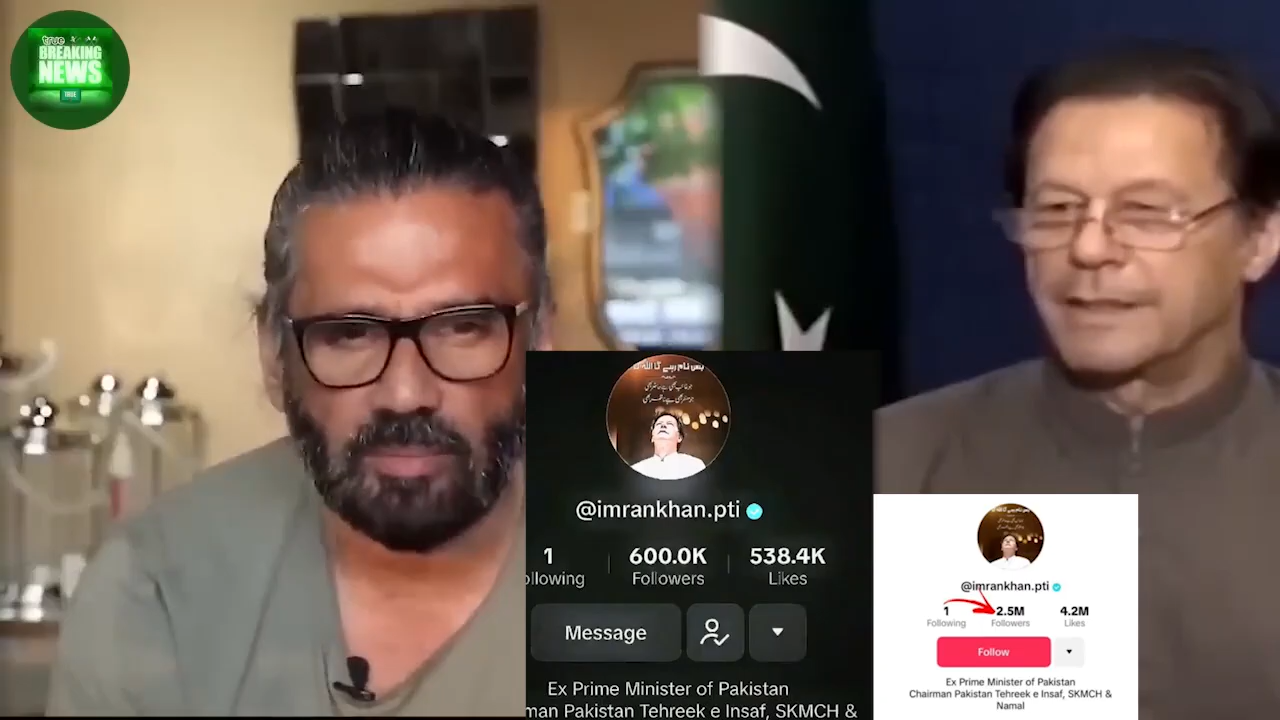 true
BREAKING
NEWS
TRUE
@imrankhan.pti
1
600.0K
538.4K
ollowing
Followers
Likes
Message
Ex Prime Minister of Pakistan
man Pakistan Tehreek e Insaf, SKMCH &
@imrankhan.pti
1
2.5M
4.2M
Following
Followers
Likes
Follow
Ex Prime Minister of Pakistan
Chairman Pakistan Tehreek e Insaf, SKMCH &
Namal